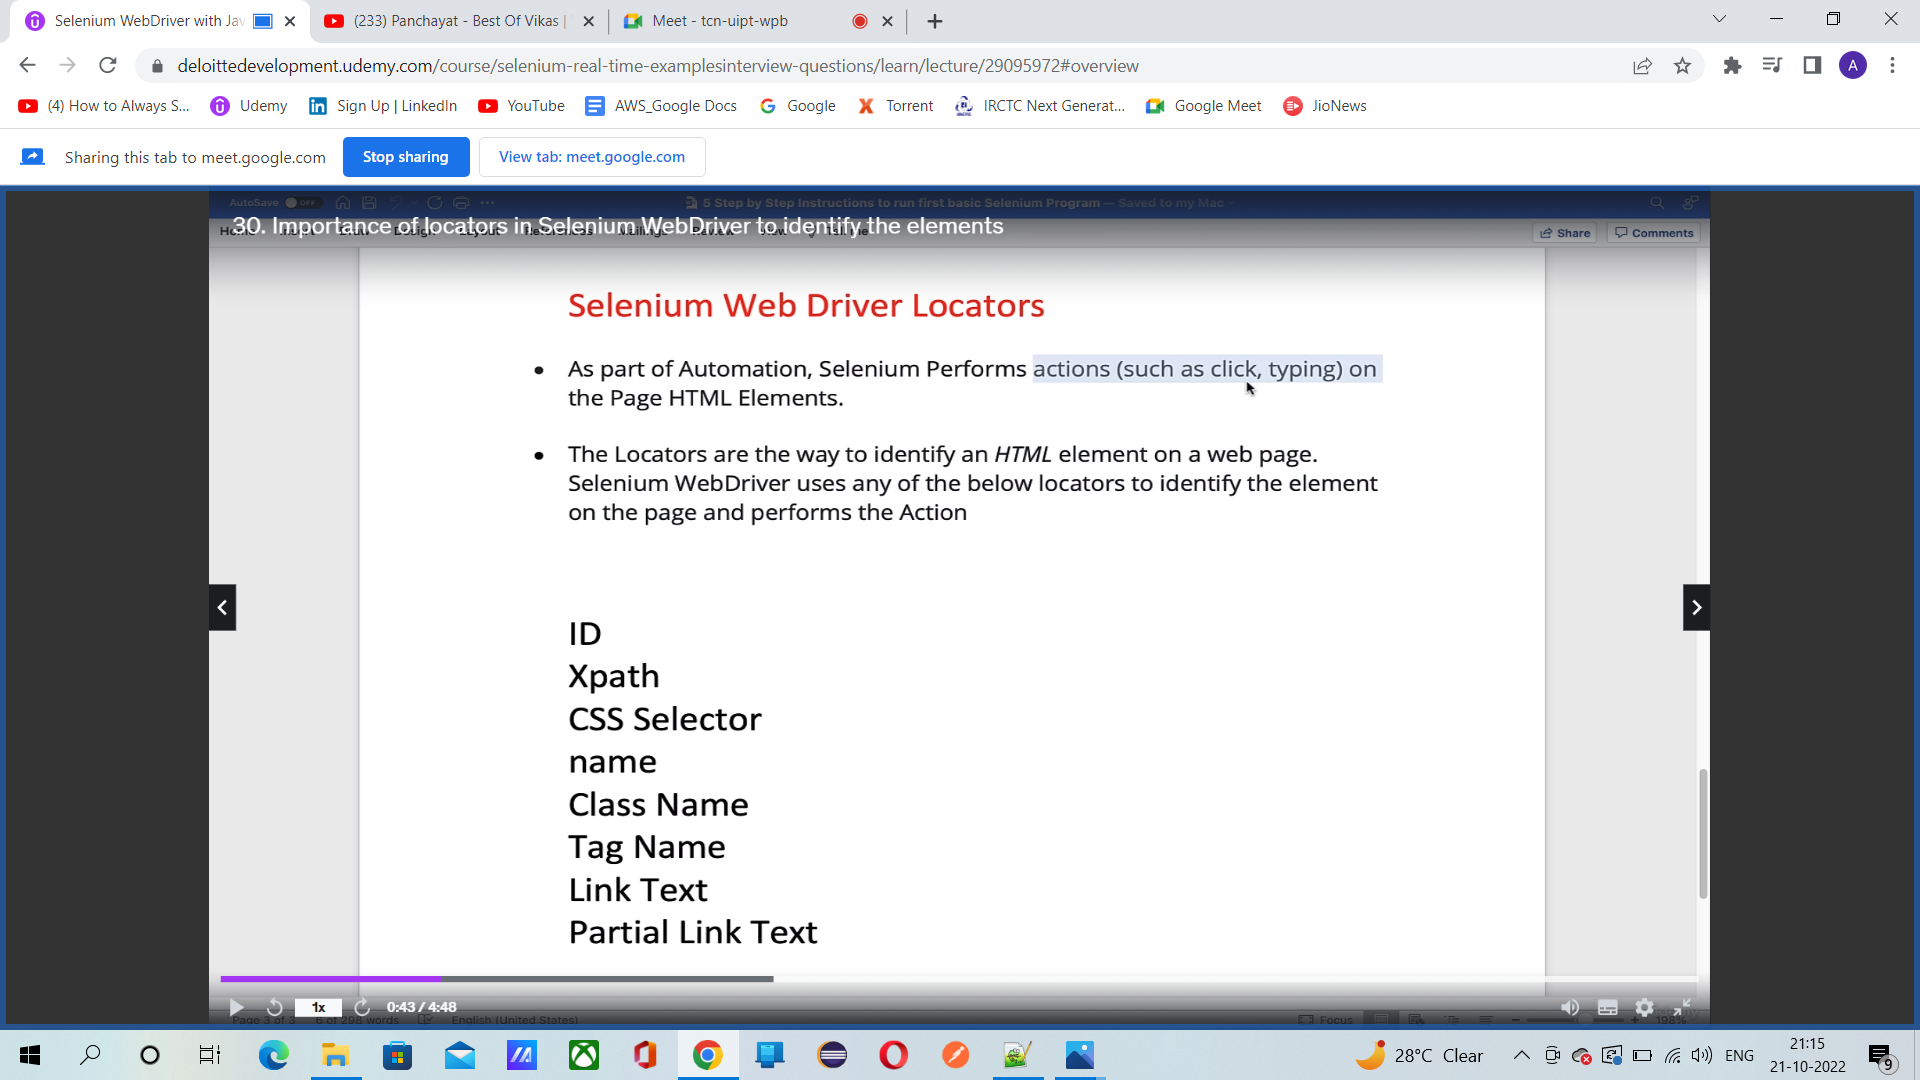 Selenium WebDriver with Jav
(233) Panchayat - Best Of Vikas |
Meet - tcn-uipt-wpb
deloittedevelopment.udemy.com/course/selenium-real-time-examplesinterview-questions/learn/lecture/29095972#overview
A
(4) How to Always S...
Udemy
Sign Up | LinkedIn
YouTube
AWS_Google Docs
Google
Torrent
IRCTC Next Generat...
Google Meet
JioNews
Sharing this tab to meet.google.com
Stop sharing
View tab: meet.google.com
AutoSave OFF
5 Step by Step Instructions to run first basic Selenium Program — Saved to my Mac
30. Importance of locators in Selenium WebDriver to identify the elements
Share
Comments
Selenium Web Driver Locators
• As part of Automation, Selenium Performs actions (such as click, typing) on
the Page HTML Elements.
• The Locators are the way to identify an HTML element on a web page.
Selenium WebDriver uses any of the below locators to identify the element
on the page and performs the Action
ID
Xpath
CSS Selector
name
Class Name
Tag Name
Link Text
Partial Link Text
1x
0:43 / 4:48
Page 3 of 3
6 of 298 words
English (United States)
Focus
198%
28°C Clear
ENG
21:15
21-10-2022
9